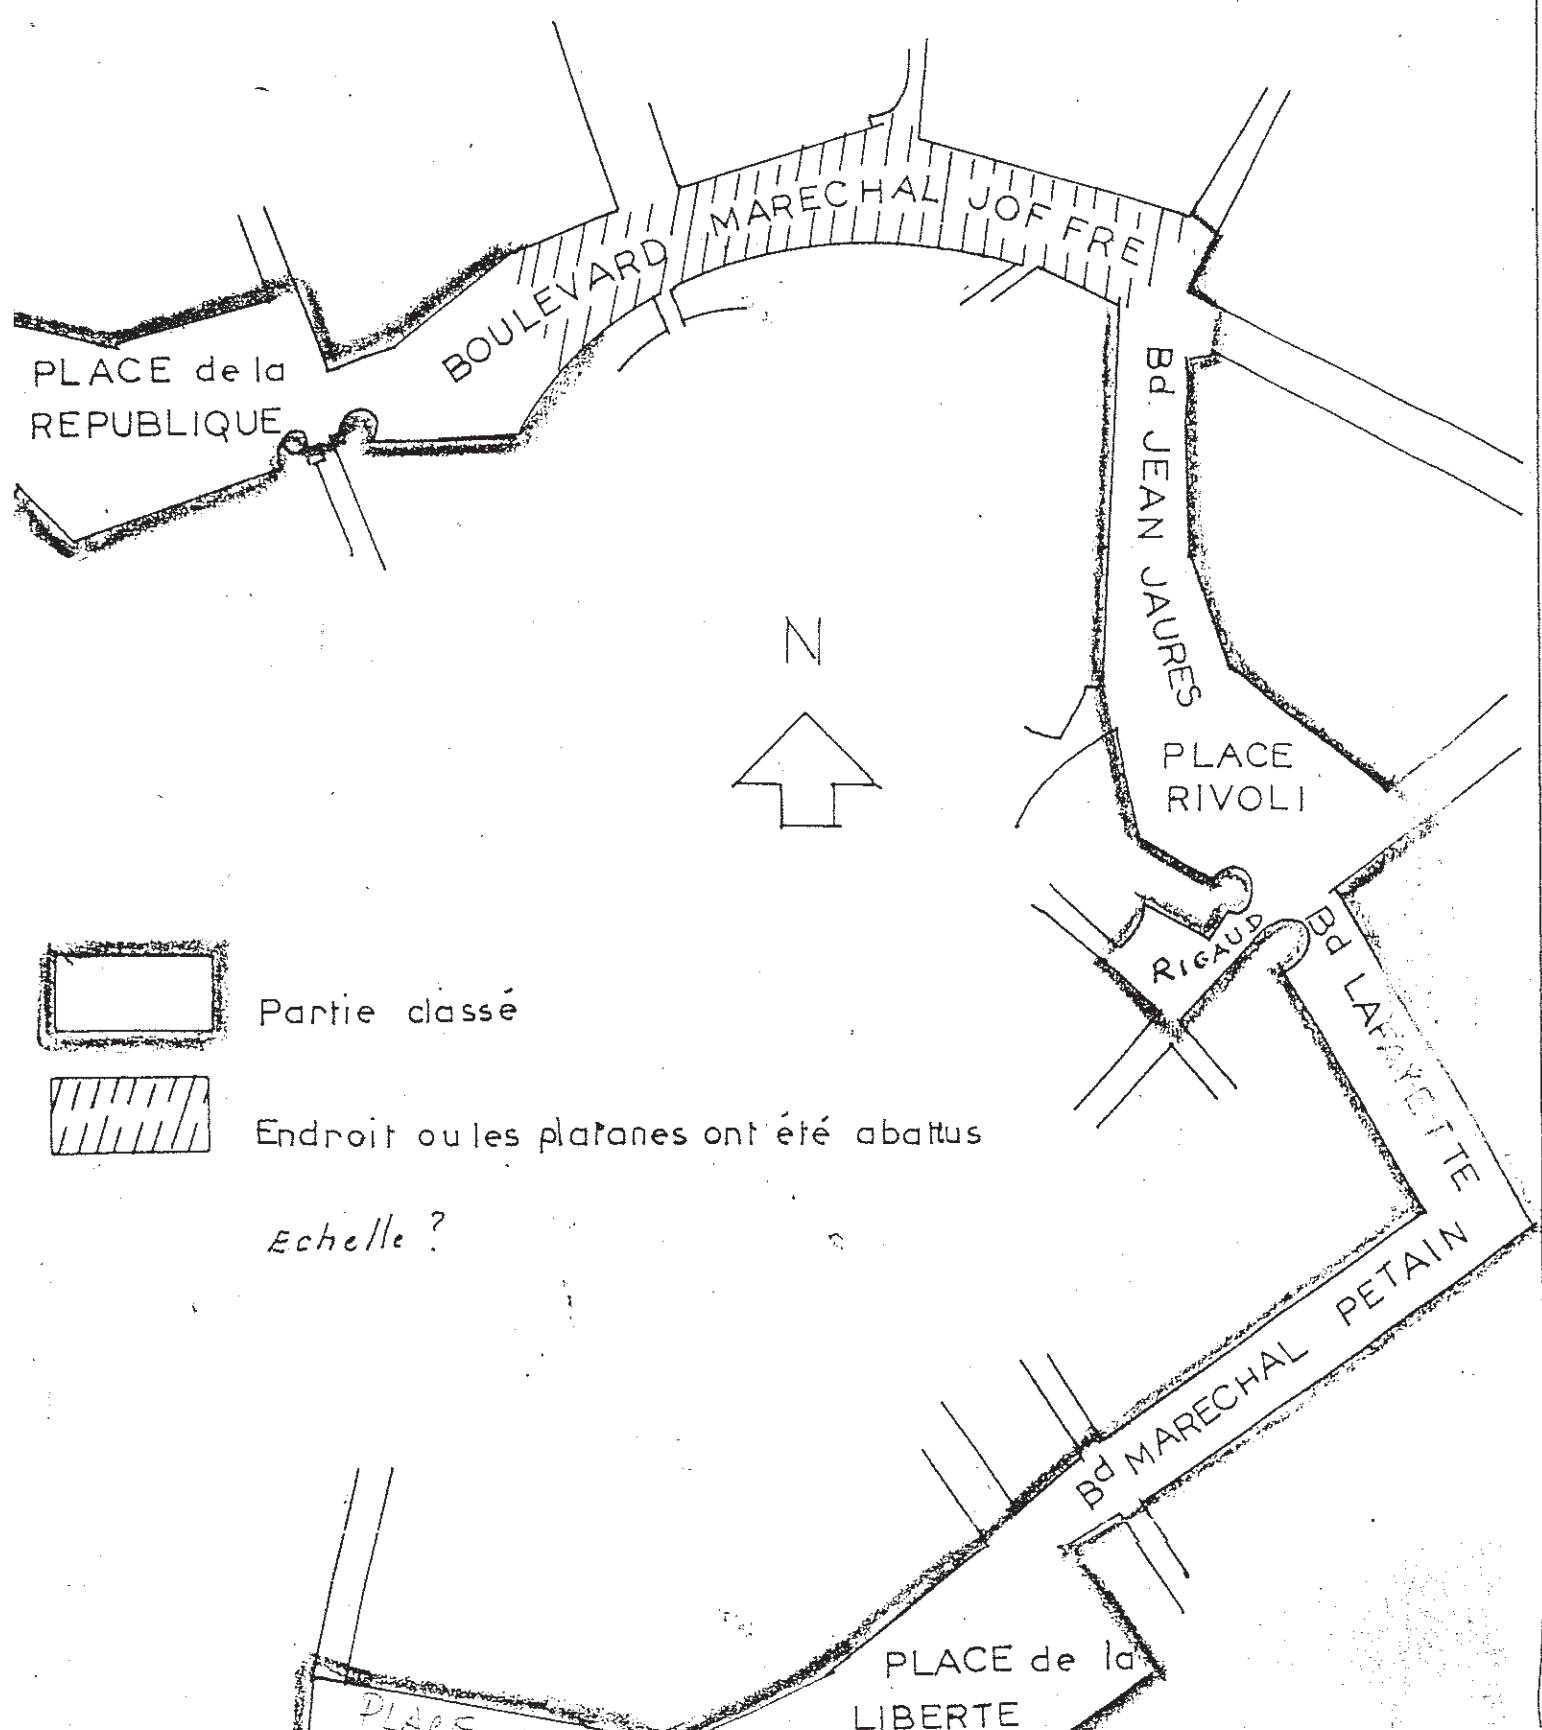 BOULEVARD MARECHAL JOFFRE
PLACE de la
REPUBLIQUE
Bd. JEAN JAURES
N
PLACE
RIVOLI
RIGAUD
Bd LAFAYETTE
Partie classé
Endroit ou les platanes ont été abattus
Echelle ?
Bd MARECHAL PETAIN
PLACE de la
LIBERTE
PLACE